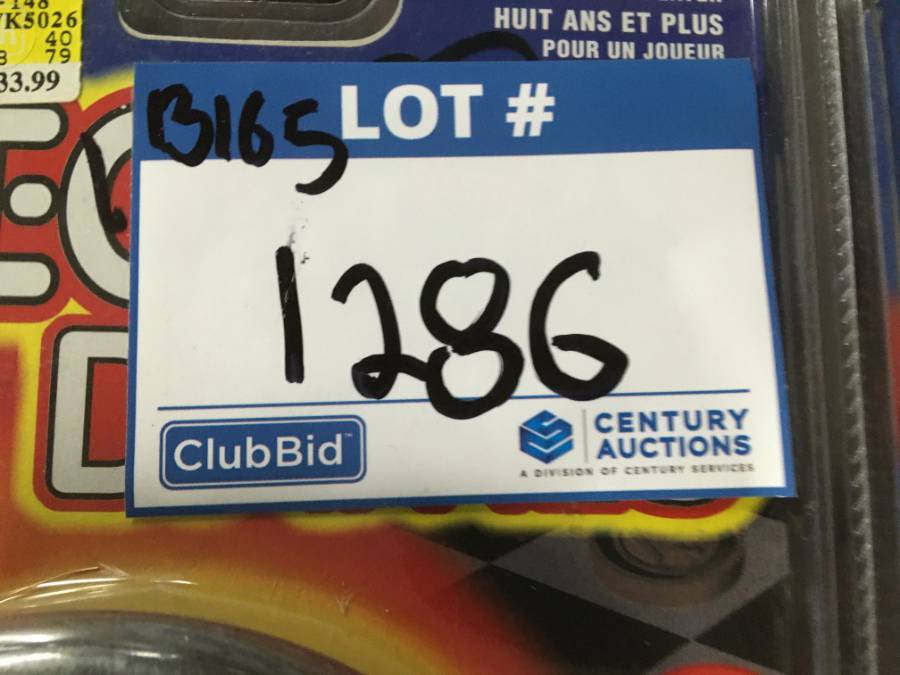 -148
VK5026
40
8 79
33.99
HUIT ANS ET PLUS
POUR UN JOUEUR
B165 LOT #
1286
ClubBid™
CENTURY
AUCTIONS
A DIVISION OF CENTURY SERVICES